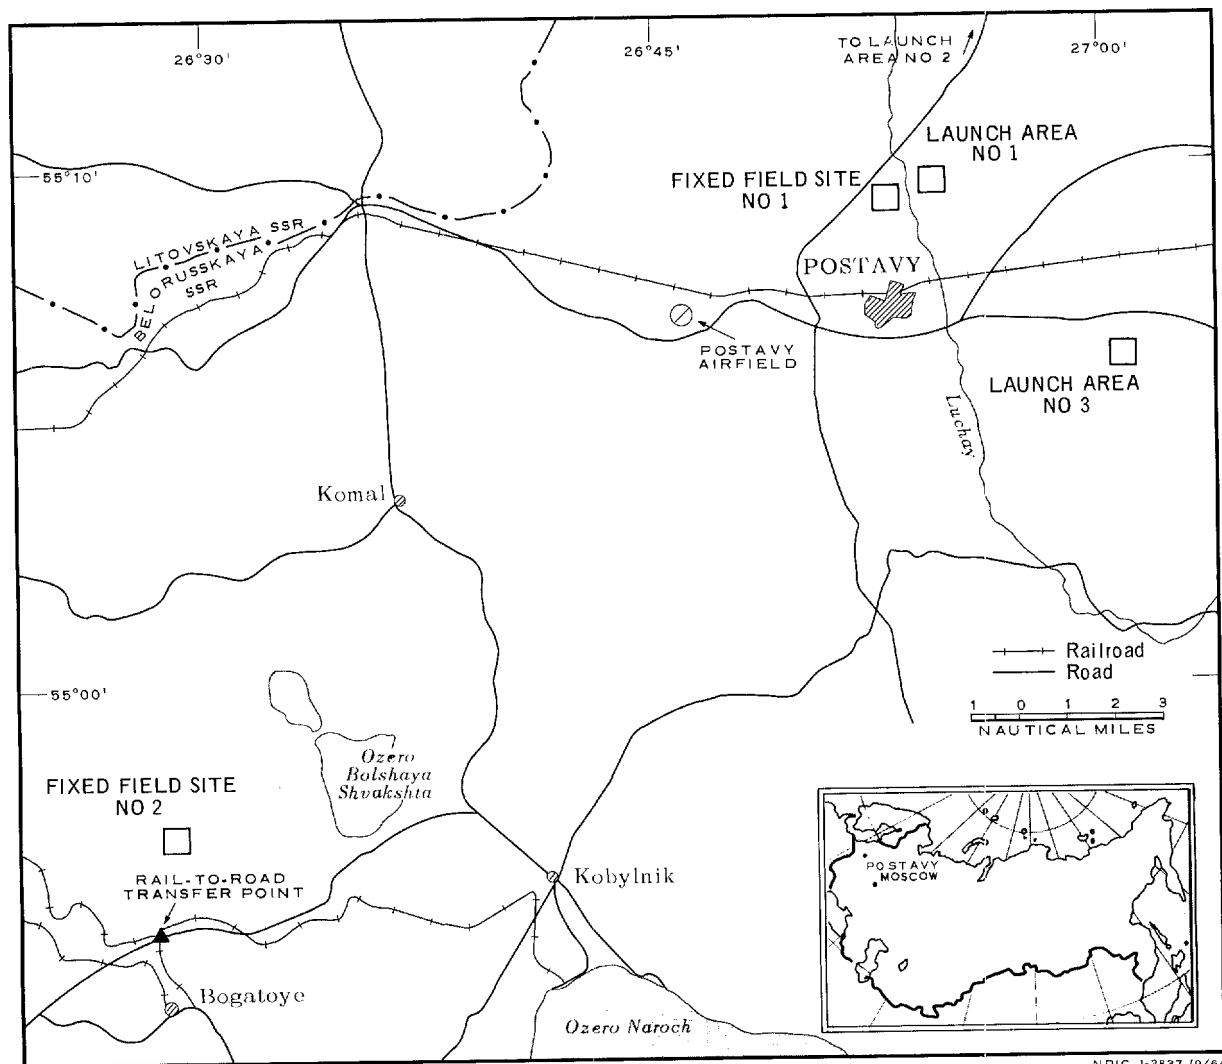 26°30'
26°45'
27°00'
TO LAUNCH
AREA NO 2
LAUNCH AREA
NO 1
FIXED FIELD SITE
NO 1
55°10'
LITOVSKAYA SSR
BELORUSSKAYA
SSR
POSTAVY
POSTAVY
AIRFIELD
LAUNCH AREA
NO 3
Luchay
Komal
Railroad
Road
55°00'
1 0 1 2 3
NAUTICAL MILES
Ozero
Bolshaya
Shvakshta
FIXED FIELD SITE
NO 2
RAIL-TO-ROAD
TRANSFER POINT
Kobylnik
POSTAVY
MOSCOW
Bogatoye
Ozero Naroch